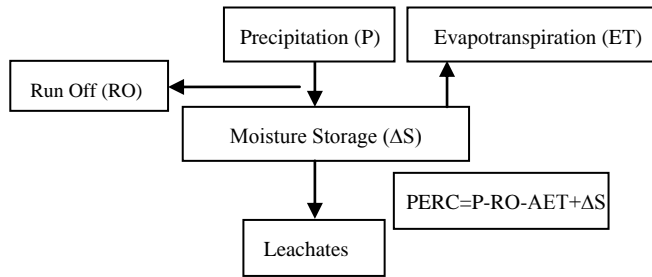 Precipitation (P)
Evapotranspiration (ET)
Run Off (RO)
Moisture Storage (ΔS)
PERC=P-RO-AET+ΔS
Leachates